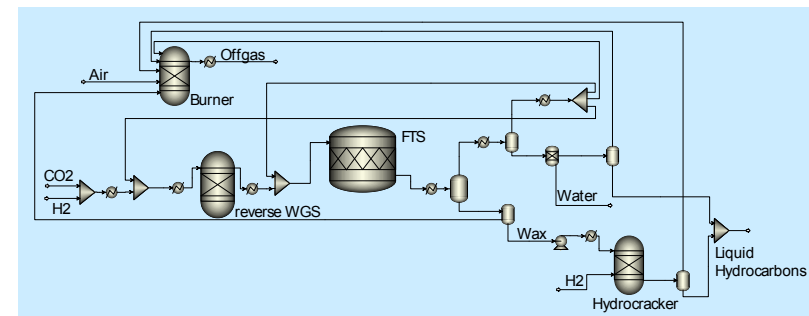 Offgas
Air
Burner
FTS
CO2
H2
reverse WGS
Water
Wax
Liquid
Hydrocarbons
H2
Hydrocracker